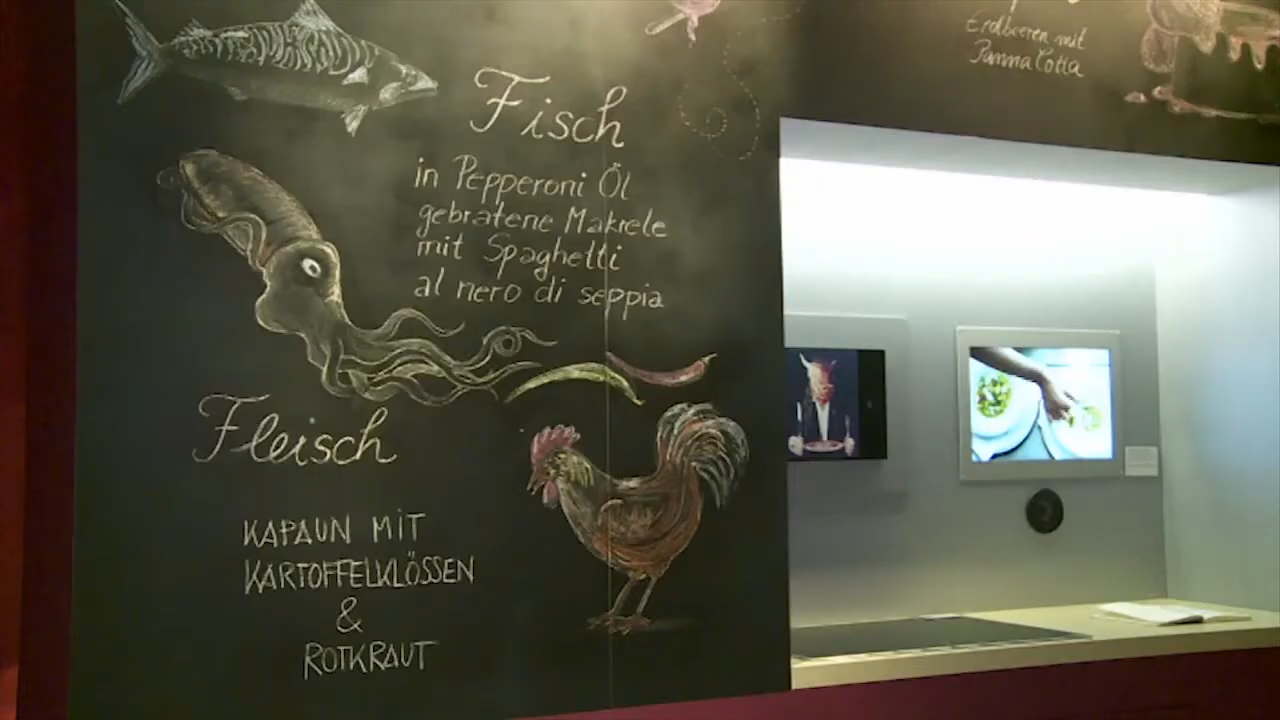 Fisch
in Pepperoni Öl
gebratene Makrele
mit Spaghetti
al nero di seppia
Fleisch
KAPAUN MIT
KARTOFFELKLÖSSEN
&
ROTKRAUT
Erdbeeren mit
Panna Cotta